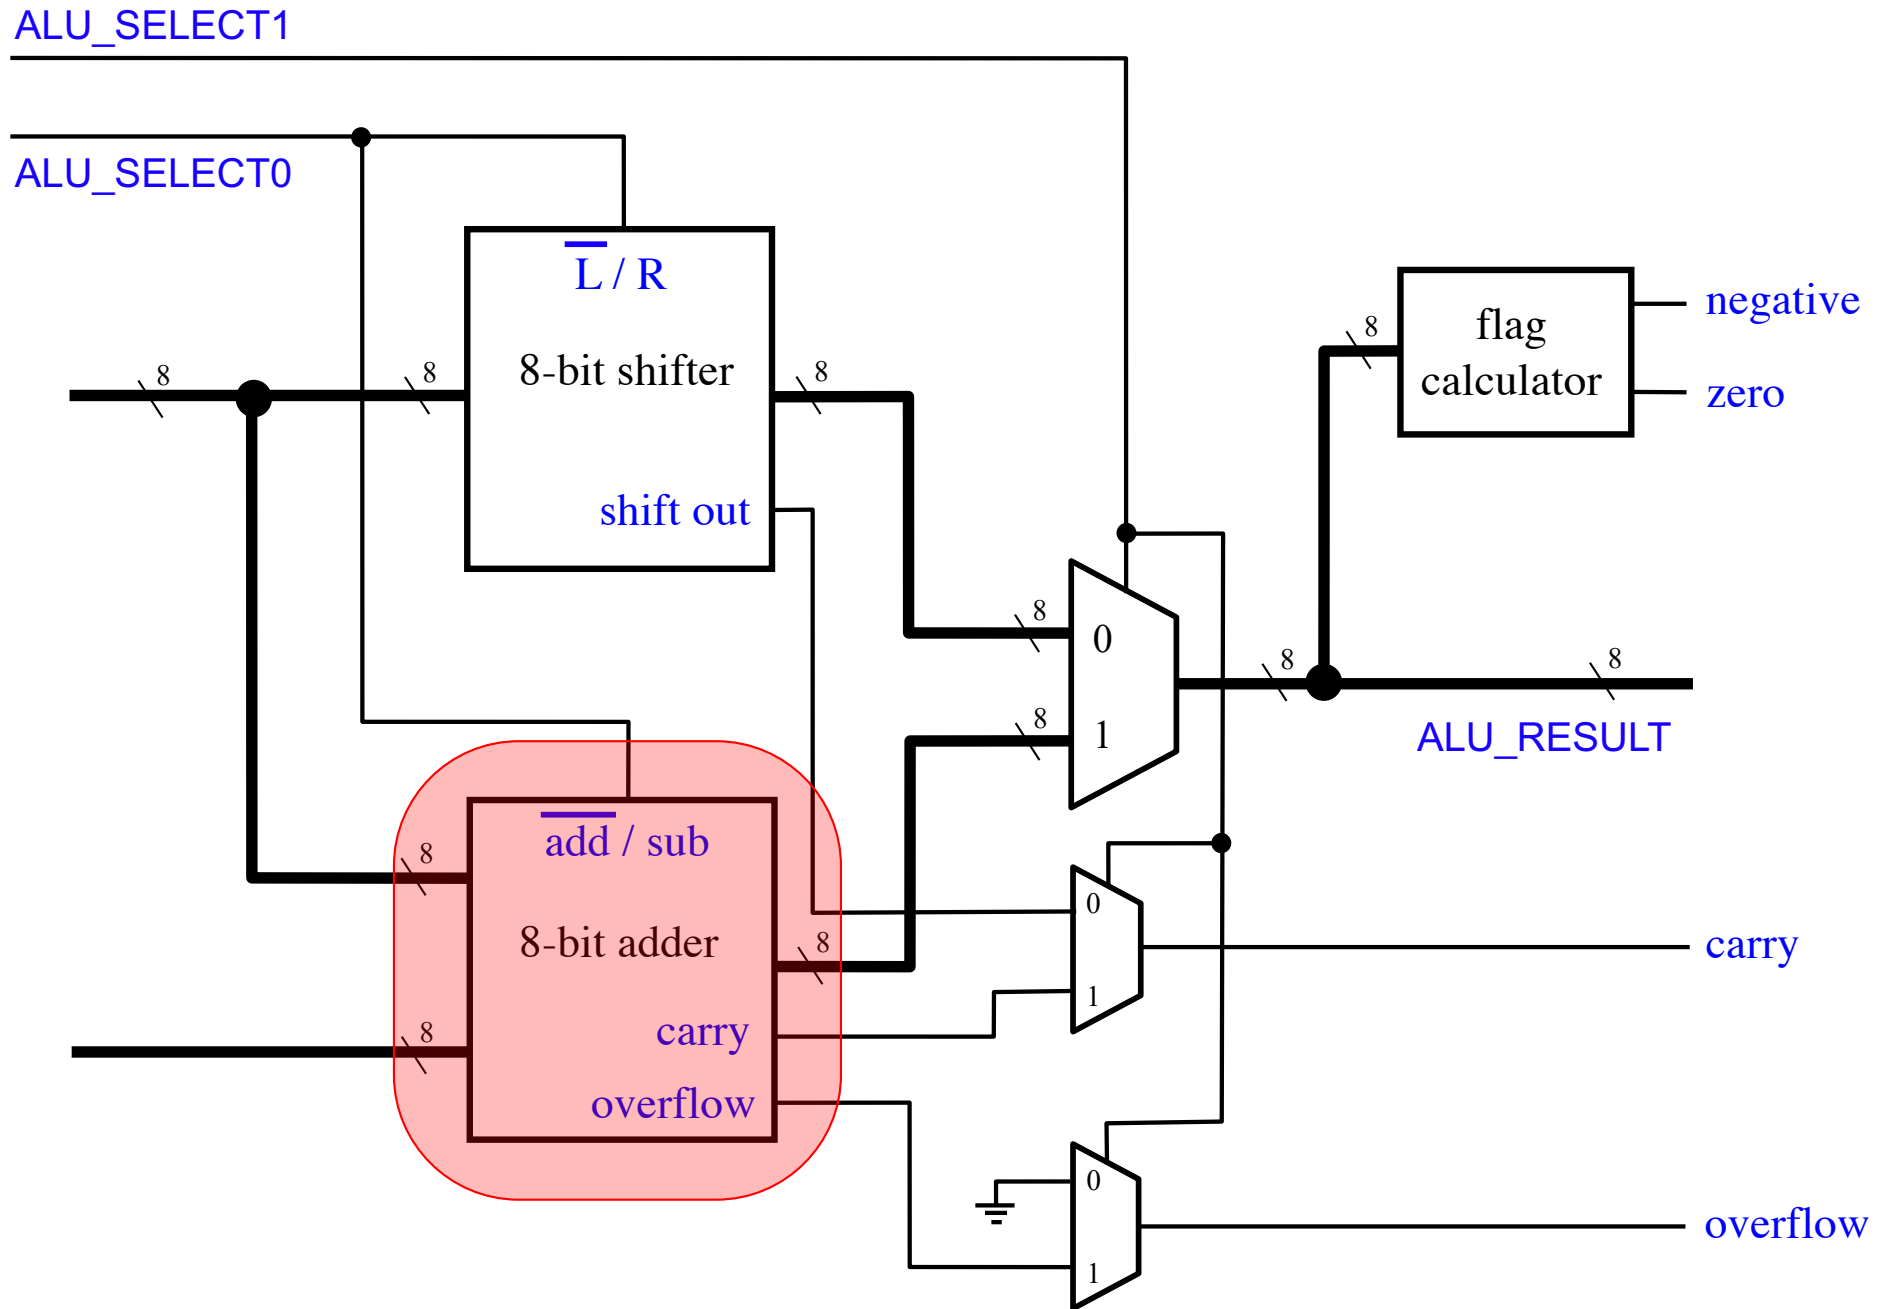 ALU_SELECT1
ALU_SELECT0
L / R
8-bit shifter
shift out
8
8
8
add / sub
8-bit adder
carry
overflow
8
8
8
8
8
0
1
0
1
0
1
8
8
8
flag
calculator
negative
zero
ALU_RESULT
carry
overflow